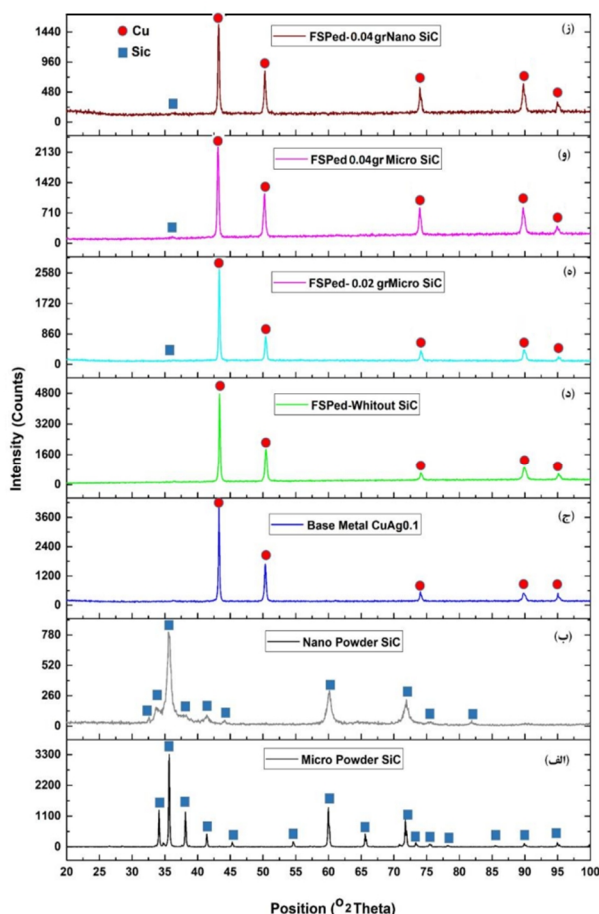 Cu
Sic
FSPed-0.04 grNano SiC
(ز)
1440
960
480
0
FSPed 0.04gr Micro SiC
(و)
2130
1420
710
0
FSPed- 0.02 grMicro SiC
(ه)
2580
1720
860
0
FSPed-Whitout SiC
(د)
4800
3200
1600
0
Base Metal CuAg0.1
(ج)
3600
2400
1200
0
Nano Powder SiC
(ب)
780
520
260
0
Micro Powder SiC
(الف)
3300
2200
1100
0
20 25 30 35 40 45 50 55 60 65 70 75 80 85 90 95 100
Intensity (Counts)
Position (°2Theta)